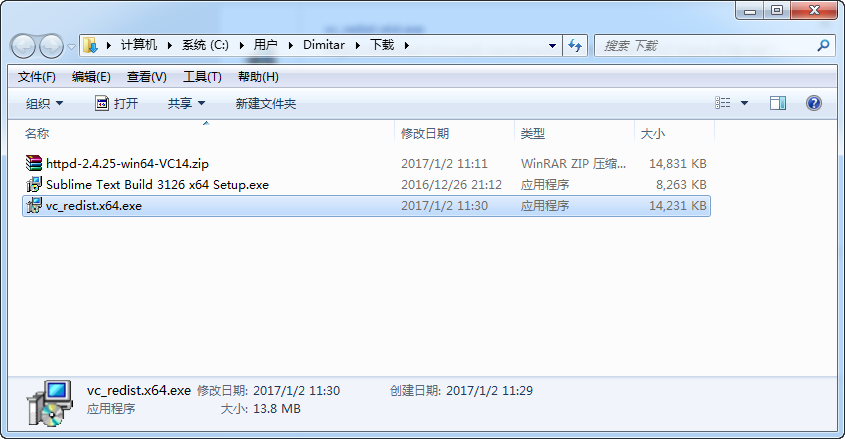 计算机 系统 (C:) 用户 Dimitar 下载 搜索 下载
文件(F) 编辑(E) 查看(V) 工具(T) 帮助(H)
组织 打开 共享 新建文件夹
名称 修改日期 类型 大小
httpd-2.4.25-win64-VC14.zip 2017/1/2 11:11 WinRAR ZIP 压缩... 14,831 KB
Sublime Text Build 3126 x64 Setup.exe 2016/12/26 21:12 应用程序 8,263 KB
vc_redist.x64.exe 2017/1/2 11:30 应用程序 14,231 KB
vc_redist.x64.exe 修改日期: 2017/1/2 11:30 创建日期: 2017/1/2 11:29
应用程序 大小: 13.8 MB